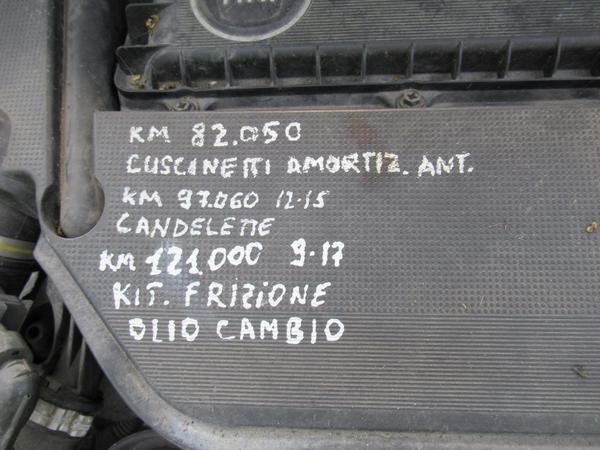 KM 82.050
CUSCINETTI AMORTIZ. ANT.
KM 97.060 12-15
CANDELETTE
KM 121.000 9-17
KIT. FRIZIONE
OLIO CAMBIO